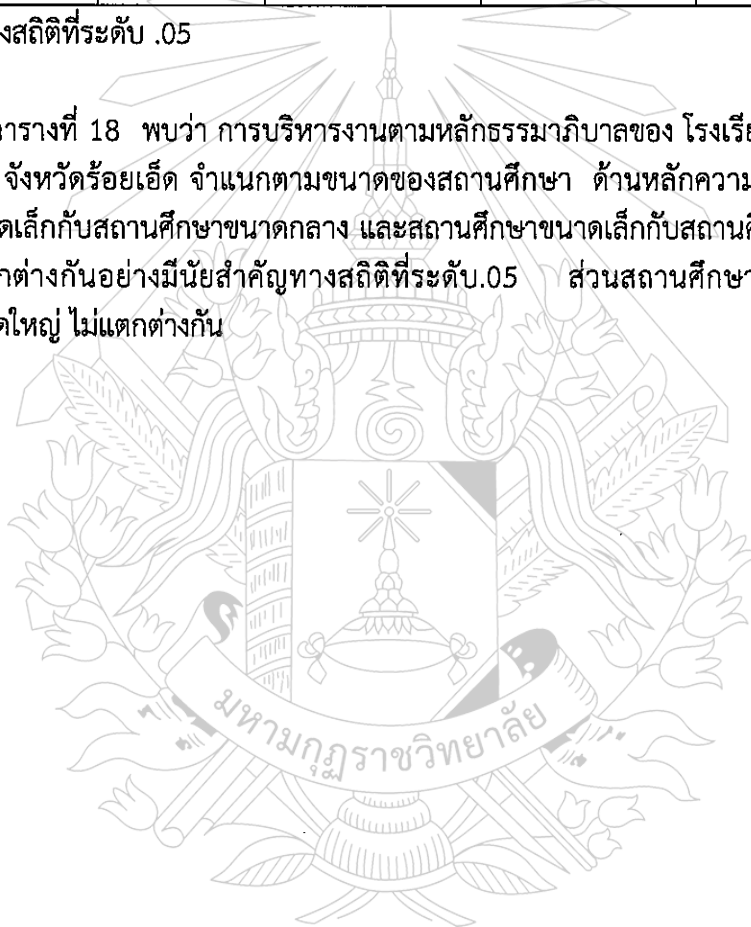 งสถิติที่ระดับ .05
ารางที่ 18 พบว่า การบริหารงานตามหลักธรรมาภิบาลของ โรงเรีย
จังหวัดร้อยเอ็ด จำแนกตามขนาดของสถานศึกษา ด้านหลักความ
ดเล็กกับสถานศึกษาขนาดกลาง และสถานศึกษาขนาดเล็กกับสถานศึ
กต่างกันอย่างมีนัยสำคัญทางสถิติที่ระดับ.05 ส่วนสถานศึกษา
ดใหญ่ ไม่แตกต่างกัน
มหามกุฏราชวิทยาลัย